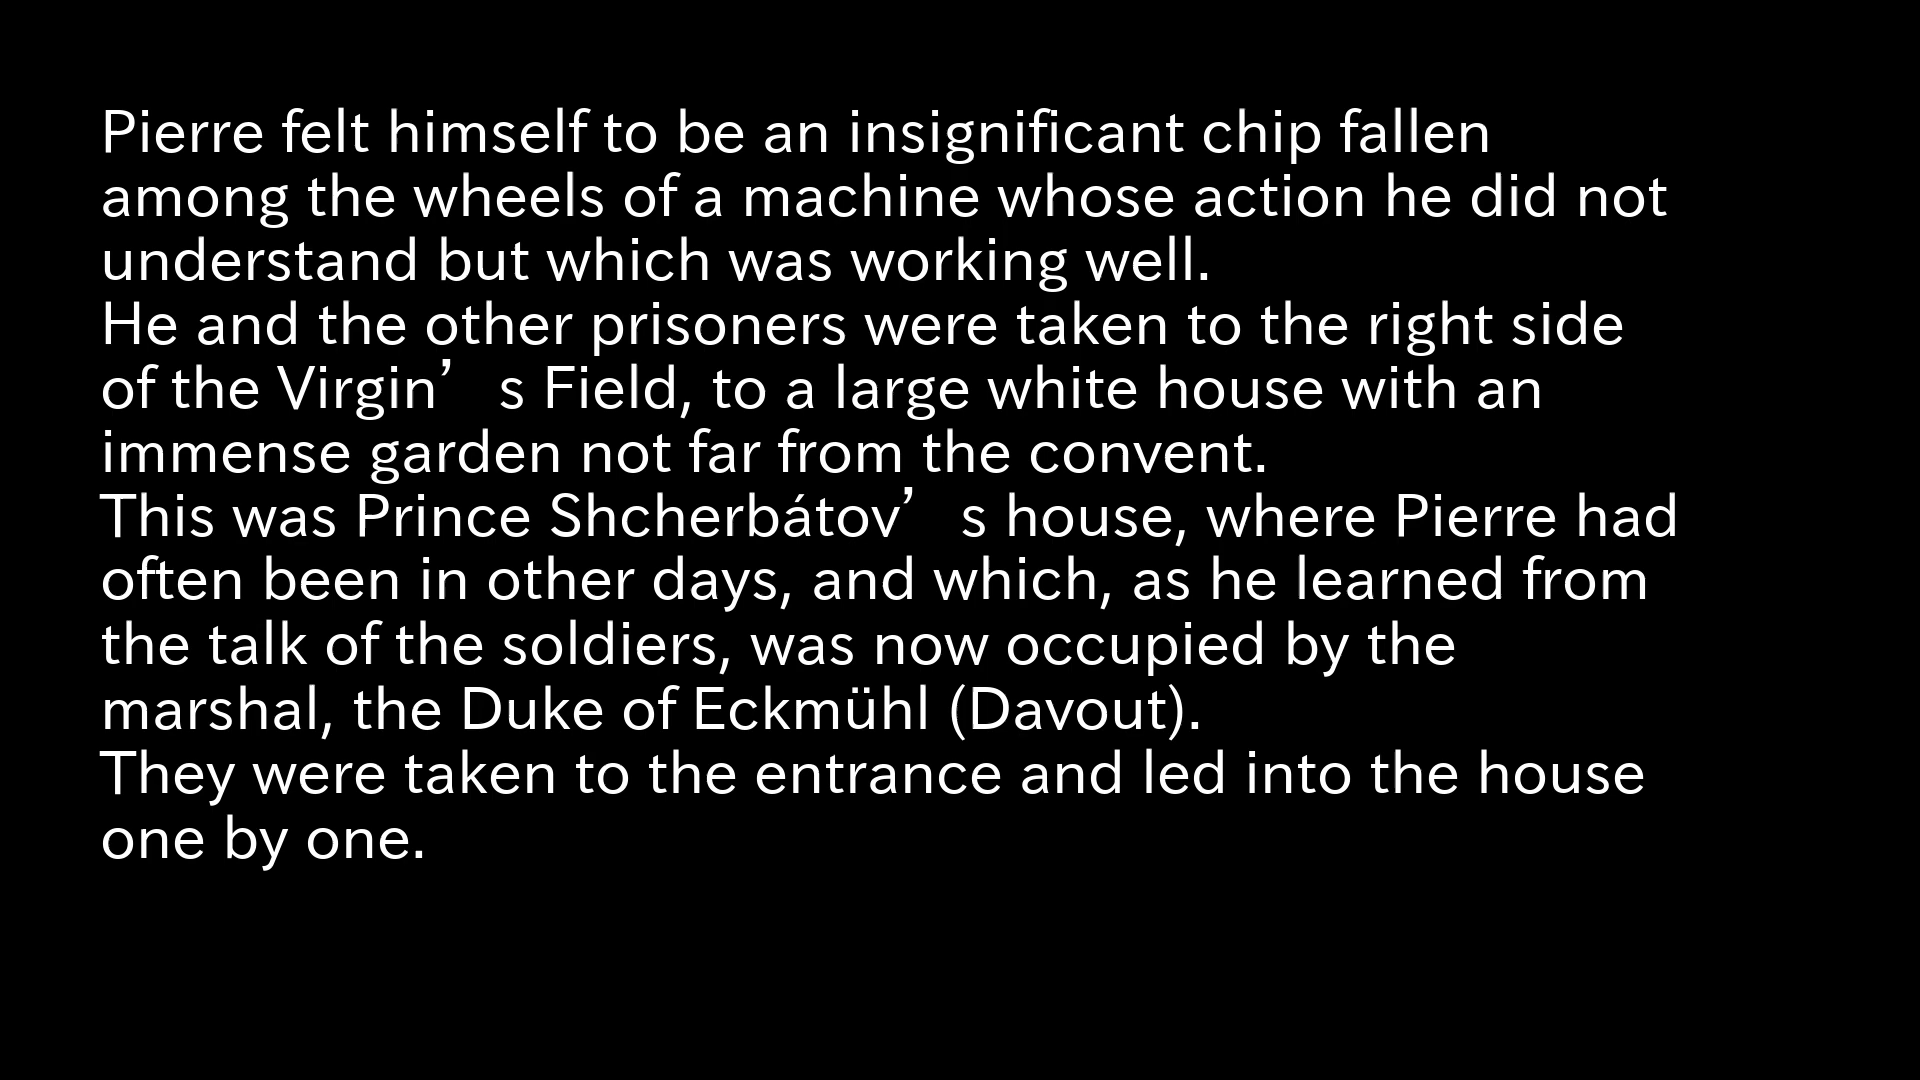 Pierre felt himself to be an insignificant chip fallen
among the wheels of a machine whose action he did not
understand but which was working well.
He and the other prisoners were taken to the right side
of the Virgin’s Field, to a large white house with an
immense garden not far from the convent.
This was Prince Shcherbátov’s house, where Pierre had
often been in other days, and which, as he learned from
the talk of the soldiers, was now occupied by the
marshal, the Duke of Eckmühl (Davout).
They were taken to the entrance and led into the house
one by one.